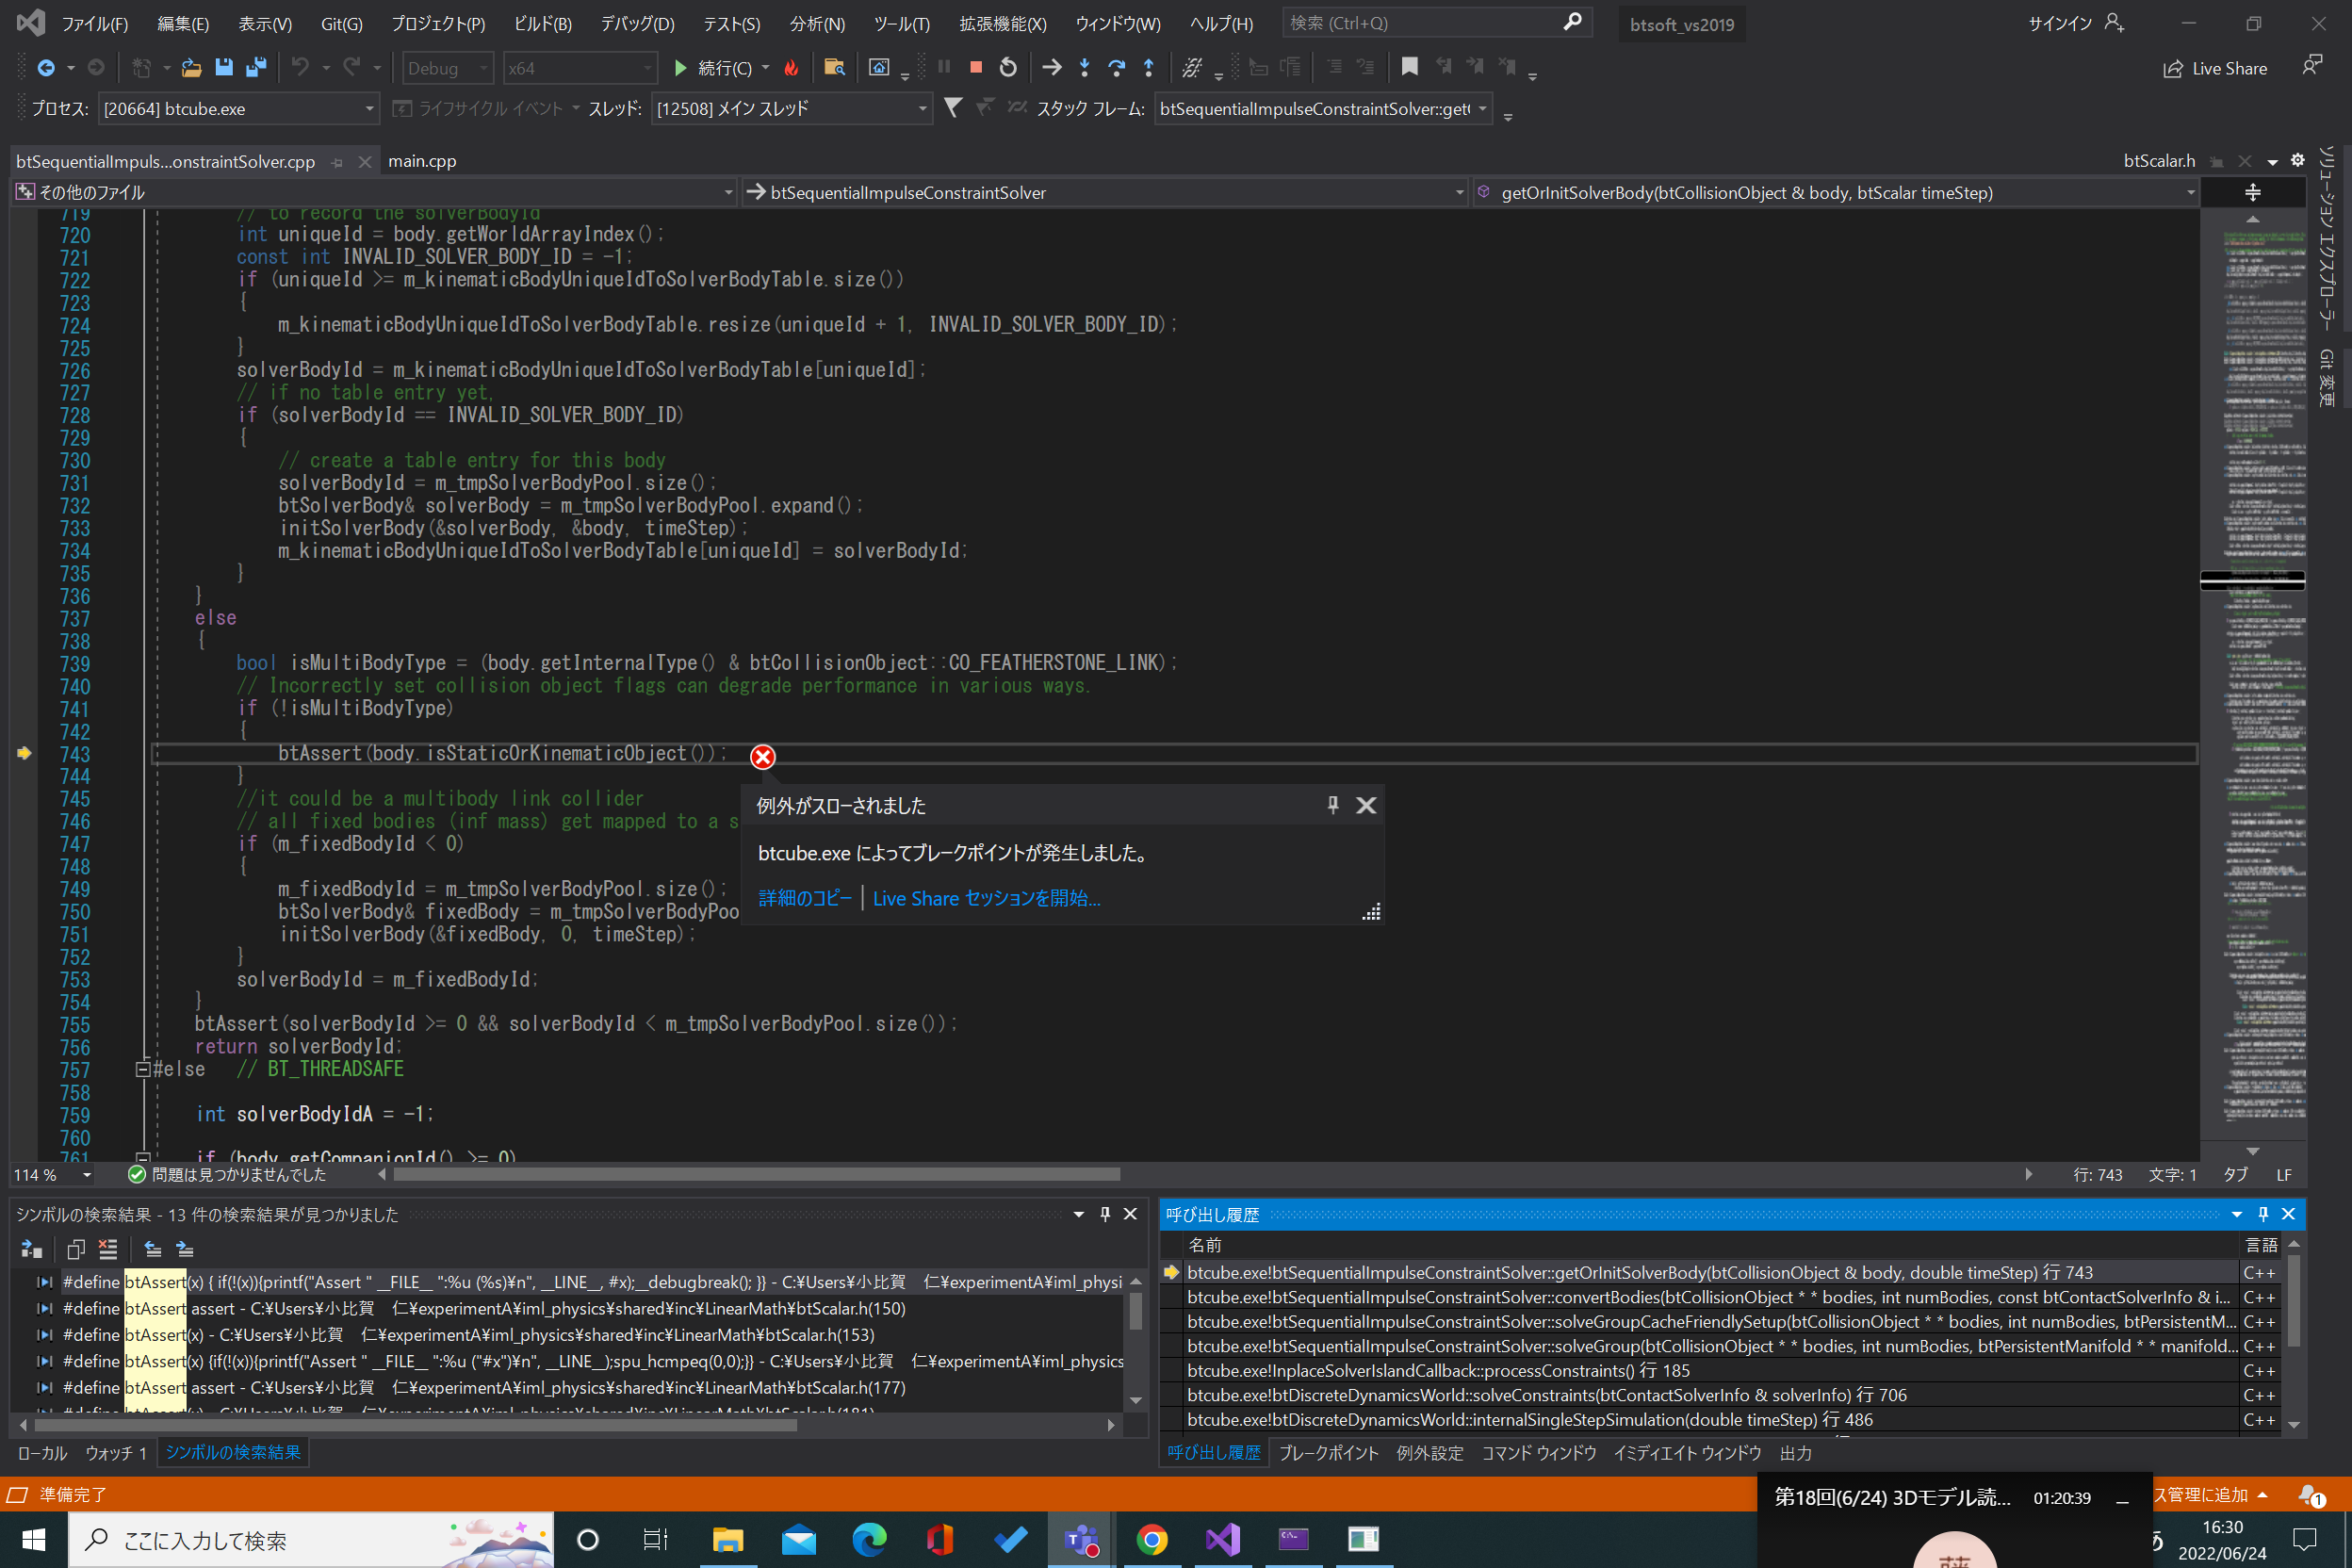 ファイル(F) 編集(E) 表示(V) Git(G) プロジェクト(P) ビルド(B) デバッグ(D) テスト(S) 分析(N) ツール(T) 拡張機能(X) ウィンドウ(W) ヘルプ(H) 検索 (Ctrl+Q) btsoft_vs2019 サインイン
Debug x64 続行(C) Live Share
プロセス: [20664] btcube.exe ライフサイクル イベント スレッド: [12508] メイン スレッド スタック フレーム: btSequentialImpulseConstraintSolver::get(
btSequentialImpuls...onstraintSolver.cpp main.cpp btScalar.h
その他のファイル btSequentialImpulseConstraintSolver getOrInitSolverBody(btCollisionObject & body, btScalar timeStep)
ソリューション エクスプローラー
Git 変更
719 // to record the solverBodyId
720 int uniqueId = body.getWorldArrayIndex();
721 const int INVALID_SOLVER_BODY_ID = -1;
722 if (uniqueId >= m_kinematicBodyUniqueIdToSolverBodyTable.size())
723 {
724 m_kinematicBodyUniqueIdToSolverBodyTable.resize(uniqueId + 1, INVALID_SOLVER_BODY_ID);
725 }
726 solverBodyId = m_kinematicBodyUniqueIdToSolverBodyTable[uniqueId];
727 // if no table entry yet,
728 if (solverBodyId == INVALID_SOLVER_BODY_ID)
729 {
730 // create a table entry for this body
731 solverBodyId = m_tmpSolverBodyPool.size();
732 btSolverBody& solverBody = m_tmpSolverBodyPool.expand();
733 initSolverBody(&solverBody, &body, timeStep);
734 m_kinematicBodyUniqueIdToSolverBodyTable[uniqueId] = solverBodyId;
735 }
736 }
737 else
738 {
739 bool isMultiBodyType = (body.getInternalType() & btCollisionObject::CO_FEATHERSTONE_LINK);
740 // Incorrectly set collision object flags can degrade performance in various ways.
741 if (!isMultiBodyType)
742 {
743 btAssert(body.isStaticOrKinematicObject());
744 }
745 //it could be a multibody link collider
746 // all fixed bodies (inf mass) get mapped to a s
747 if (m_fixedBodyId < 0)
748 {
749 m_fixedBodyId = m_tmpSolverBodyPool.size();
750 btSolverBody& fixedBody = m_tmpSolverBodyPoo
751 initSolverBody(&fixedBody, 0, timeStep);
752 }
753 solverBodyId = m_fixedBodyId;
754 }
755 btAssert(solverBodyId >= 0 && solverBodyId < m_tmpSolverBodyPool.size());
756 return solverBodyId;
757 #else // BT_THREADSAFE
758
759 int solverBodyIdA = -1;
760
761 if (body.getCompanionId() >= 0)
例外がスローされました
btcube.exe によってブレークポイントが発生しました。
詳細のコピー | Live Share セッションを開始...
114 % 問題は見つかりませんでした 行: 743 文字: 1 タブ LF
シンボルの検索結果 - 13 件の検索結果が見つかりました
#define btAssert(x) { if(!(x)){printf("Assert " __FILE__ ":%u (%s)¥n", __LINE__, #x);__debugbreak(); }} - C:¥Users¥小比賀 仁¥experimentA¥iml_physi
#define btAssert assert - C:¥Users¥小比賀 仁¥experimentA¥iml_physics¥shared¥inc¥LinearMath¥btScalar.h(150)
#define btAssert(x) - C:¥Users¥小比賀 仁¥experimentA¥iml_physics¥shared¥inc¥LinearMath¥btScalar.h(153)
#define btAssert(x) {if(!(x)){printf("Assert " __FILE__ ":%u ("#x")¥n", __LINE__);spu_hcmpeq(0,0);}} - C:¥Users¥小比賀 仁¥experimentA¥iml_physics
#define btAssert assert - C:¥Users¥小比賀 仁¥experimentA¥iml_physics¥shared¥inc¥LinearMath¥btScalar.h(177)
#define btAssert(x) - C:¥Users¥小比賀 仁¥experimentA¥iml_physics¥shared¥inc¥LinearMath¥btScalar.h(181)
ローカル ウォッチ 1 シンボルの検索結果
呼び出し履歴
名前 言語
btcube.exe!btSequentialImpulseConstraintSolver::getOrInitSolverBody(btCollisionObject & body, double timeStep) 行 743 C++
btcube.exe!btSequentialImpulseConstraintSolver::convertBodies(btCollisionObject * * bodies, int numBodies, const btContactSolverInfo & i... C++
btcube.exe!btSequentialImpulseConstraintSolver::solveGroupCacheFriendlySetup(btCollisionObject * * bodies, int numBodies, btPersistentM... C++
btcube.exe!btSequentialImpulseConstraintSolver::solveGroup(btCollisionObject * * bodies, int numBodies, btPersistentManifold * * manifold... C++
btcube.exe!InplaceSolverIslandCallback::processConstraints() 行 185 C++
btcube.exe!btDiscreteDynamicsWorld::solveConstraints(btContactSolverInfo & solverInfo) 行 706 C++
btcube.exe!btDiscreteDynamicsWorld::internalSingleStepSimulation(double timeStep) 行 486 C++
呼び出し履歴 ブレークポイント 例外設定 コマンド ウィンドウ イミディエイト ウィンドウ 出力
準備完了
第18回(6/24) 3Dモデル読... 01:20:39
ス管理に追加 1
ここに入力して検索
あ 16:30
2022/06/24